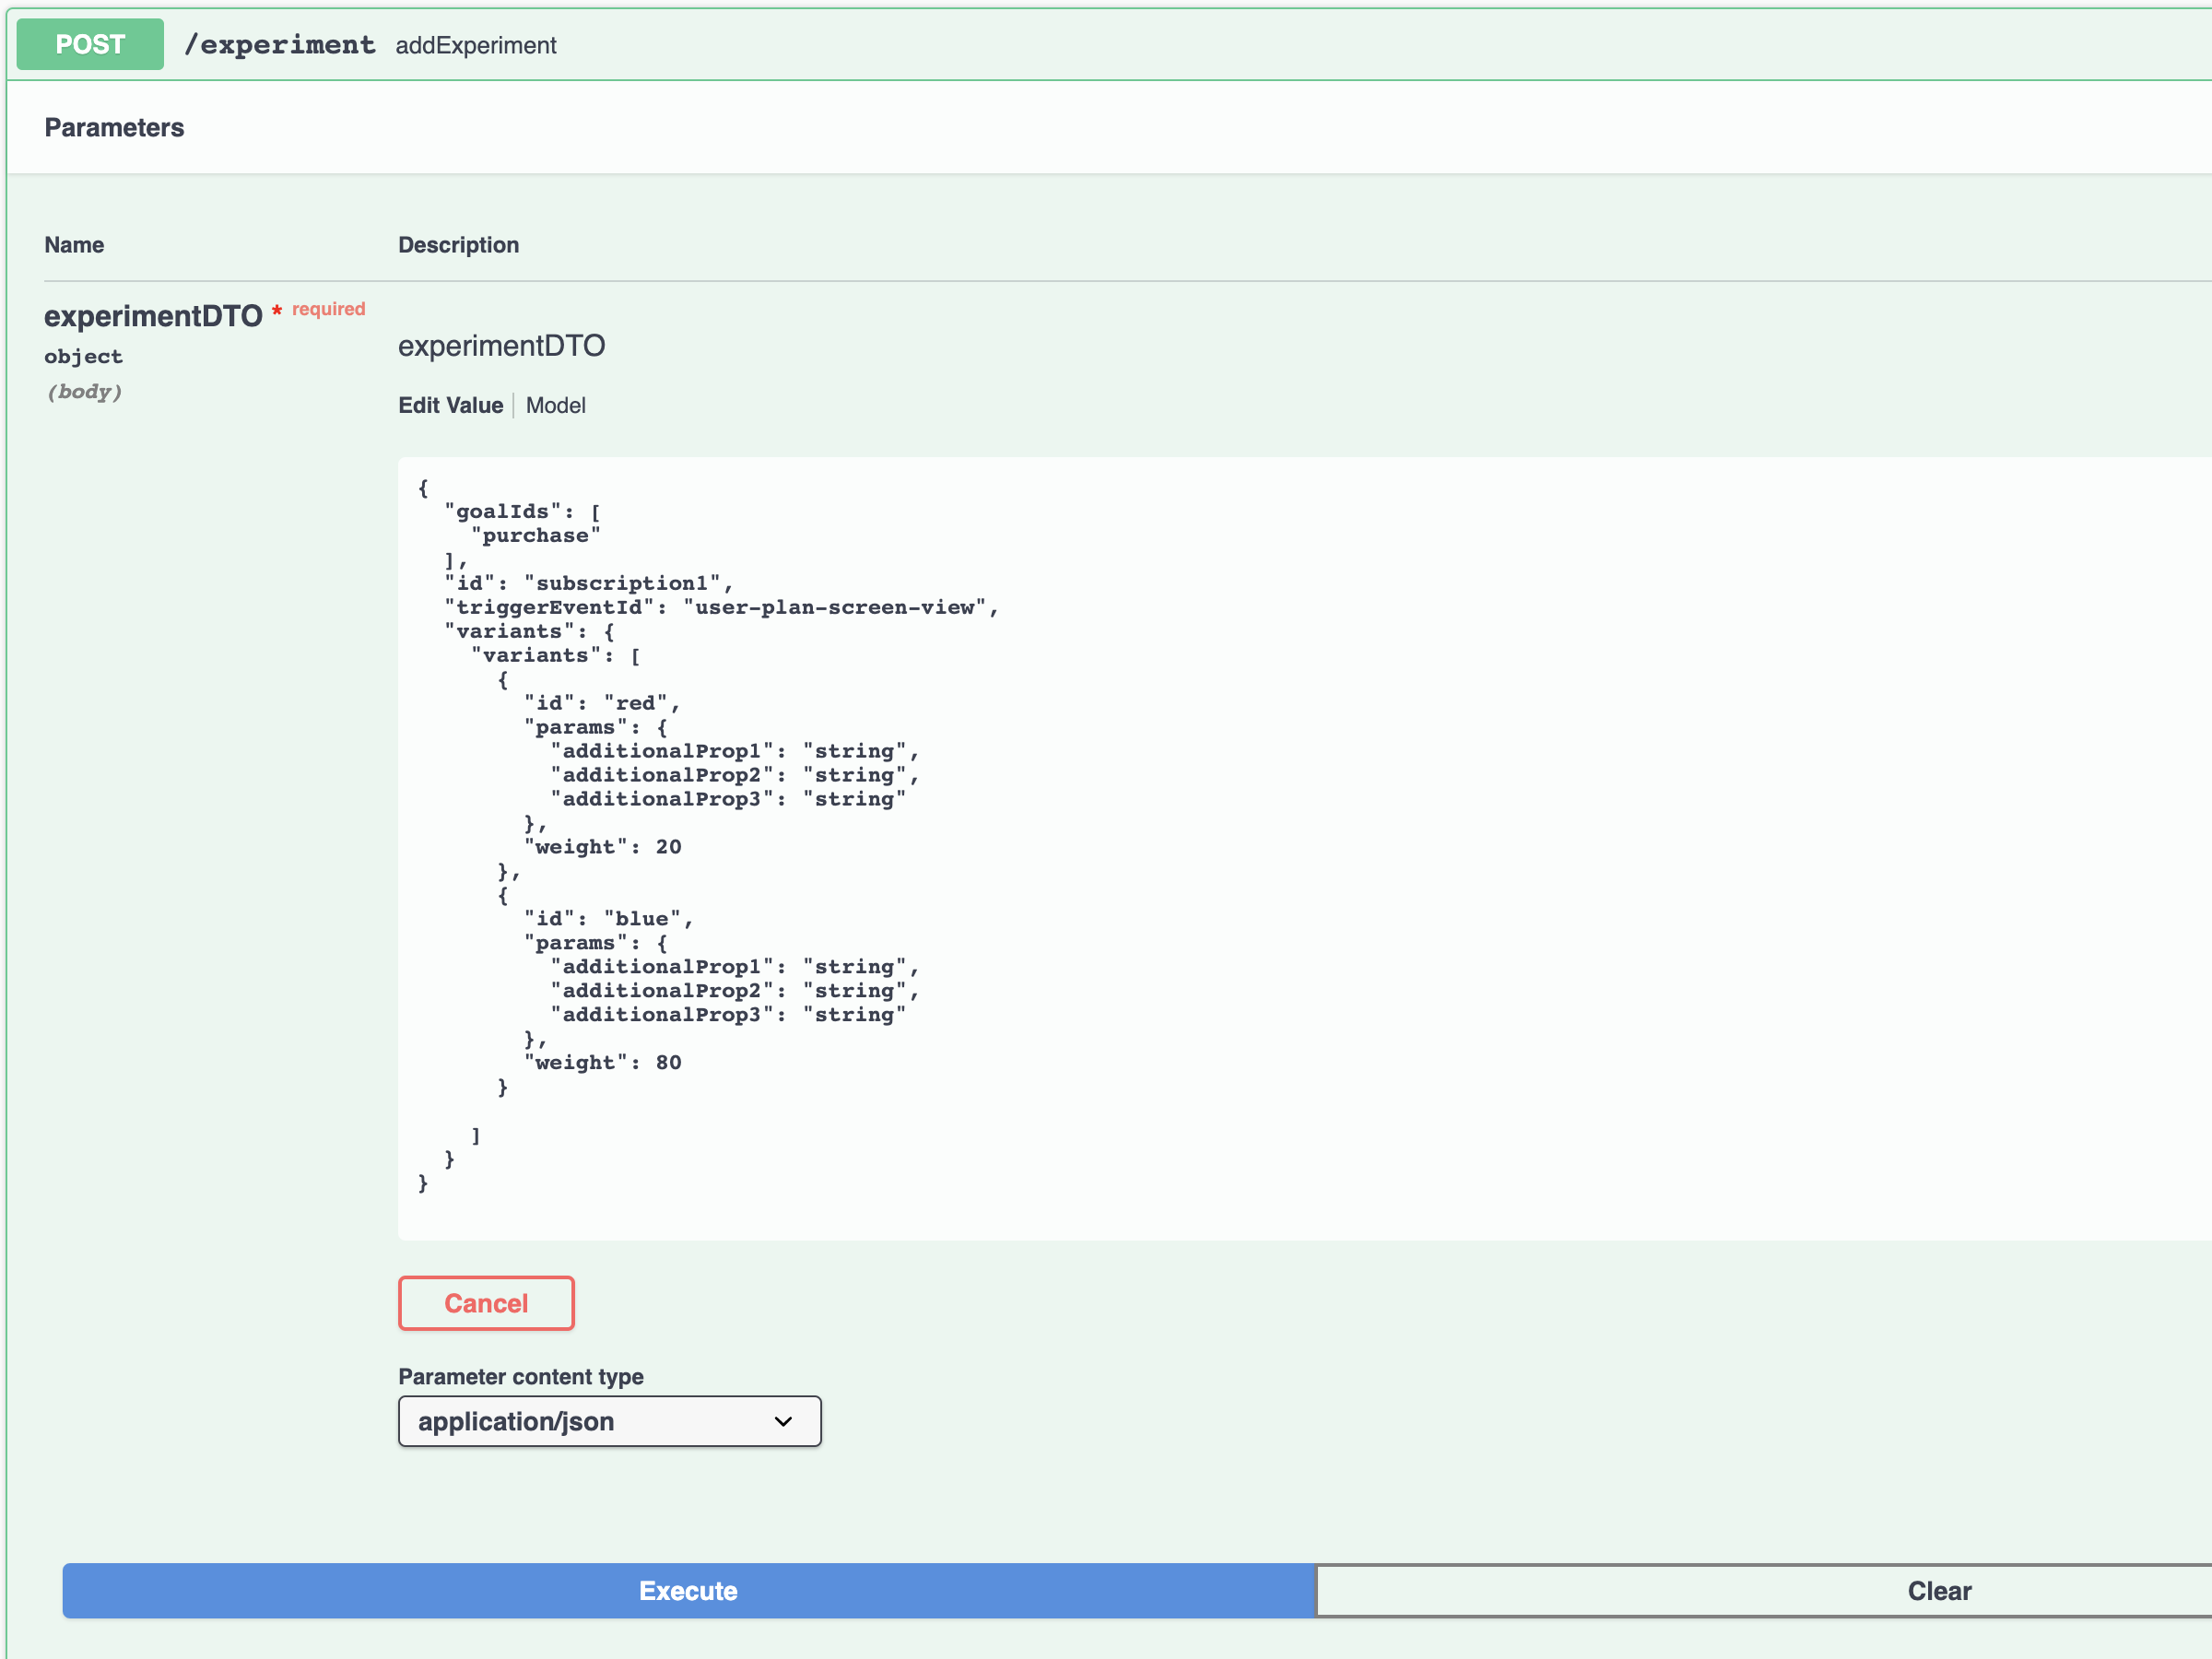 POST /experiment addExperiment
Parameters
Name Description
experimentDTO * required
object
(body)
experimentDTO
Edit Value Model
{
  "goalIds": [
    "purchase"
  ],
  "id": "subscription1",
  "triggerEventId": "user-plan-screen-view",
  "variants": {
    "variants": [
      {
        "id": "red",
        "params": {
          "additionalProp1": "string",
          "additionalProp2": "string",
          "additionalProp3": "string"
        },
        "weight": 20
      },
      {
        "id": "blue",
        "params": {
          "additionalProp1": "string",
          "additionalProp2": "string",
          "additionalProp3": "string"
        },
        "weight": 80
      }
    ]
  }
}
Cancel
Parameter content type
application/json
Execute Clear